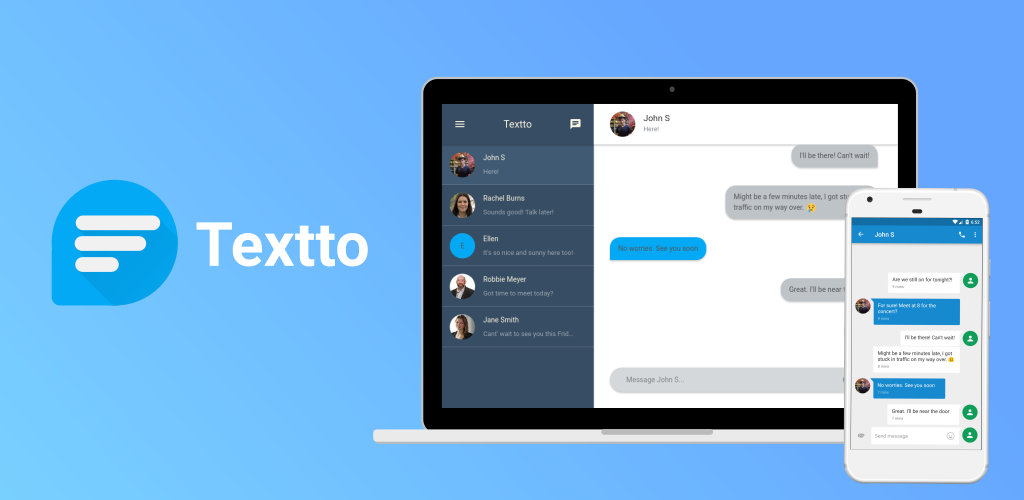 Textto
Textto
John S
Here!
Rachel Burns
Sounds good! Talk later!
E
Ellen
It's so nice and sunny here too!
Robbie Meyer
Got time to meet today?
Jane Smith
Cant' wait to see you this Frid...
John S
Here!
I'll be there! Can't wait!
Might be a few minutes late, I got
traffic on my way over. 😥
No worries. See you soon
Great. I'll be near
Message John S...
6:52
John S
Are we still on for tonight?!
For sure! Meet at 8 for the
concert?
I'll be there! Can't wait!
Might be a few minutes late, I got
stuck in traffic on my way over. 😥
No worries. See you soon
Great. I'll be near the door
Send message